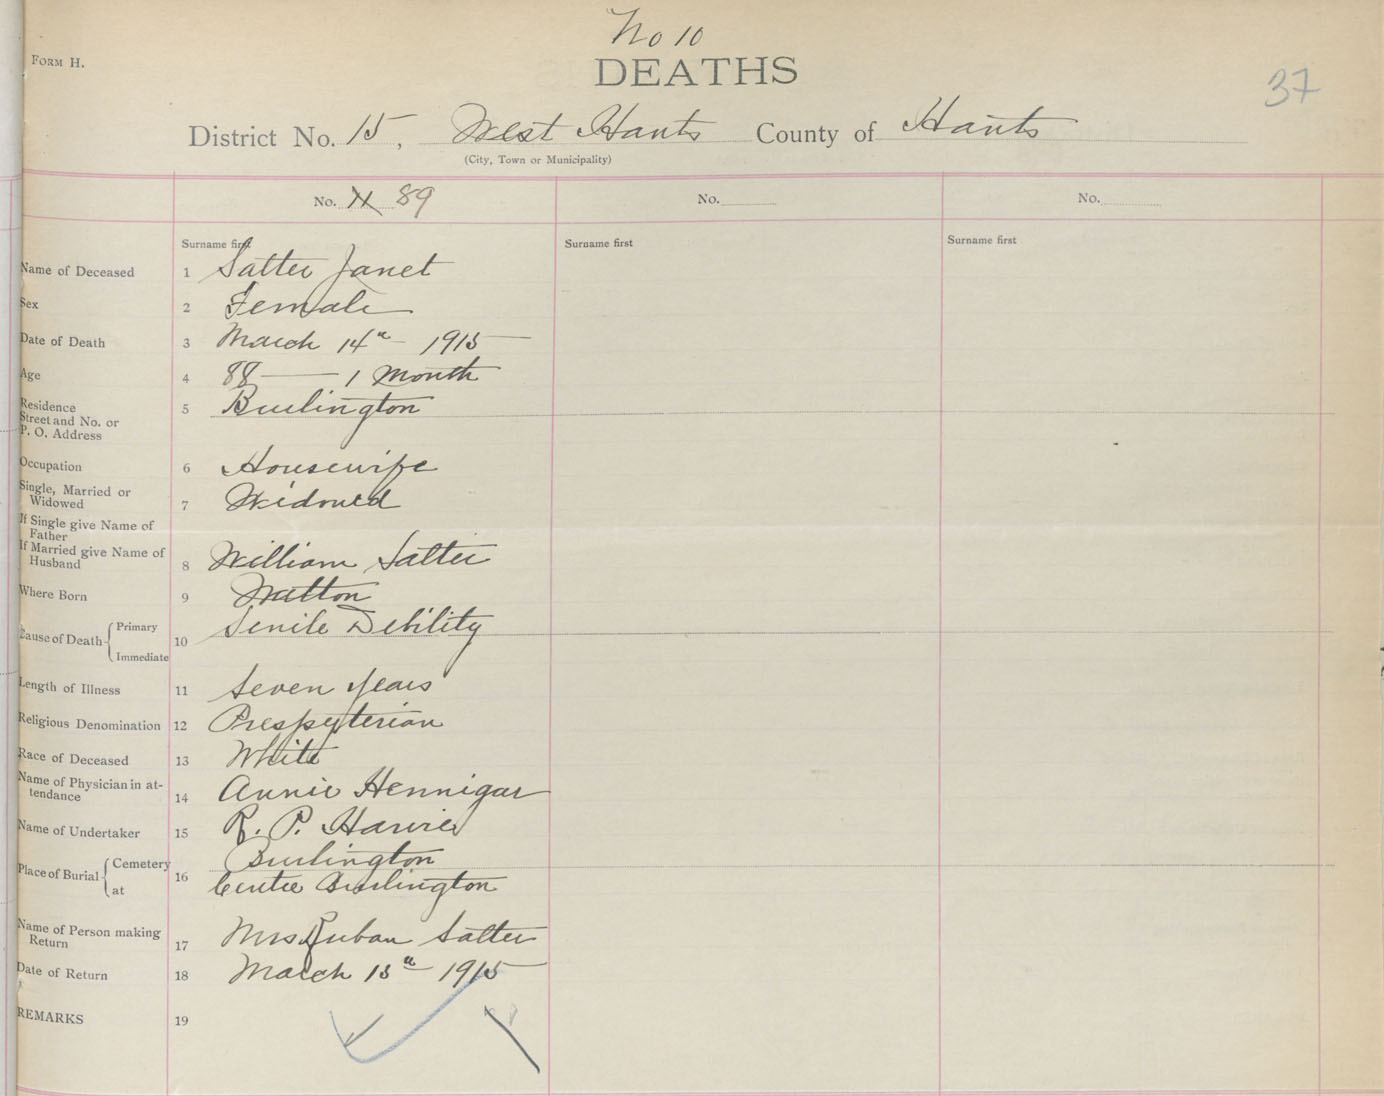 No 10
FORM H.
DEATHS
37
District No. 15, West Hants County of Hants
(City, Town or Municipality)
No. 11 89 No. No.
Surname first Surname first Surname first
Name of Deceased 1 Salter Janet
Sex 2 Female
Date of Death 3 March 14th 1915
Age 4 88 — 1 Month
Residence
Street and No. or
P. O. Address 5 Burlington
Occupation 6 Housewife
Single, Married or
Widowed 7 Widowed
If Single give Name of
Father
If Married give Name of
Husband 8 William Salter
Where Born 9 Walton
Cause of Death Primary
Immediate 10 Senile Debility
Length of Illness 11 Seven years
Religious Denomination 12 Presbyterian
Race of Deceased 13 White
Name of Physician in at-
tendance 14 Annie Hennigar
Name of Undertaker 15 R. P. Harvie
Place of Burial Cemetery 16 Burlington
at Centre Burlington
Name of Person making
Return 17 Mrs Ruban Salter
Date of Return 18 March 15th 1915
REMARKS 19